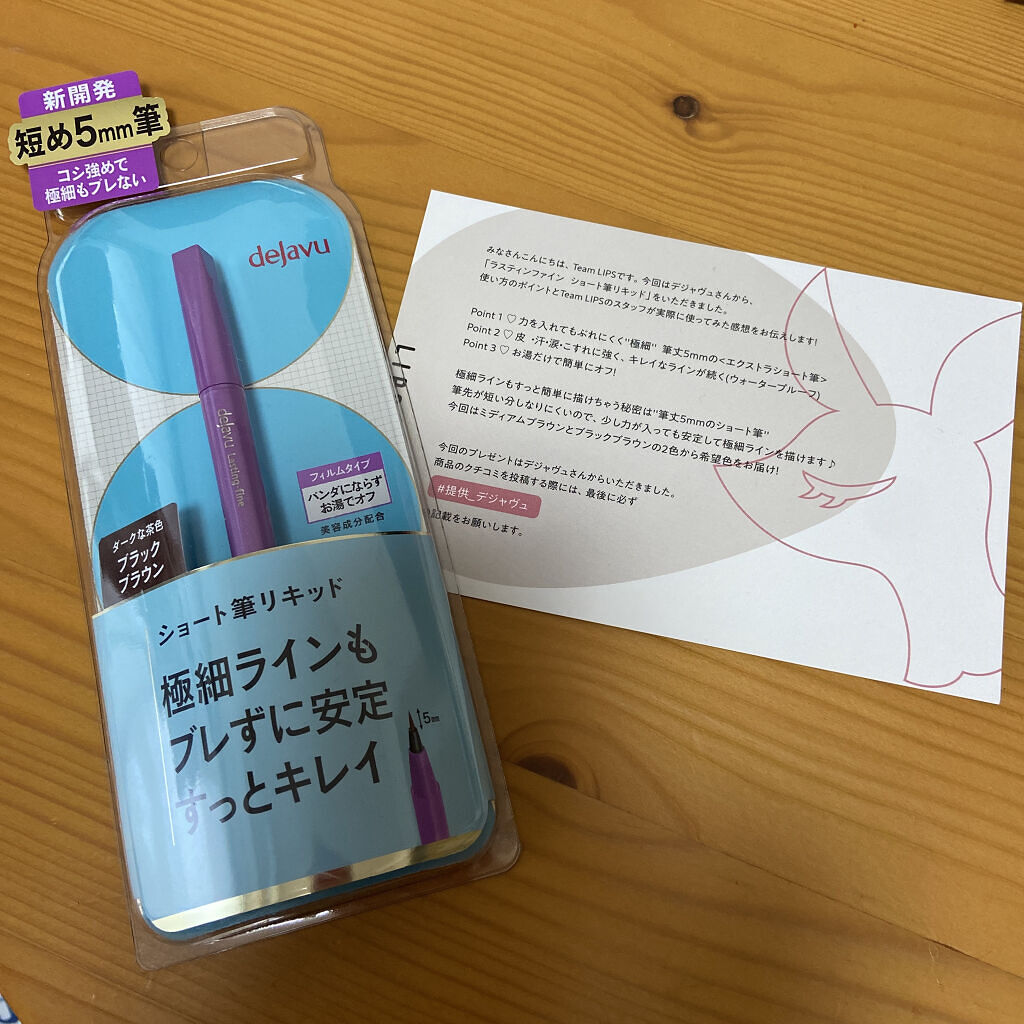 新開発
短め5mm筆
コシ強めで
極細もブレない
dejavu
dejavu Lasting-fine
フィルムタイプ
パンダにならず
お湯でオフ
美容成分配合
ダークな茶色
ブラック
ブラウン
ショート筆リキッド
極細ラインも
ブレずに安定
すっとキレイ
5mm
みなさんこんにちは、Team LIPSです。今回はデジャヴュさんから、
「ラスティンファイン ショート筆リキッド」をいただきました。
使い方のポイントとTeam LIPSのスタッフが実際に使ってみた感想をお伝えします!
Point 1 ♡ 力を入れてもぶれにくく"極細" 筆丈5mmの<エクストラショート筆>
Point 2 ♡ 皮脂・汗・涙・こすれに強く、キレイなラインが続く(ウォータープルーフ)
Point 3 ♡ お湯だけで簡単にオフ!
極細ラインもすっと簡単に描けちゃう秘密は"筆丈5mmのショート筆"
筆先が短い分しなりにくいので、少し力が入っても安定して極細ラインを描けます♪
今回はミディアムブラウンとブラックブラウンの2色から希望色をお届け!
今回のプレゼントはデジャヴュさんからいただきました。
商品のクチコミを投稿する際には、最後に必ず
#提供_デジャヴュ
記載をお願いします。